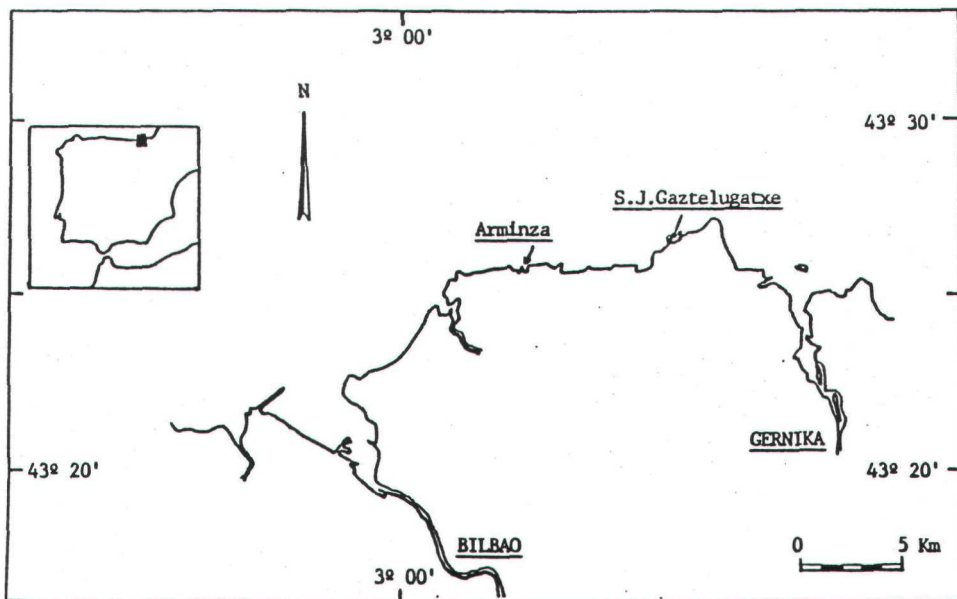 3º 00'
N
43º 30'
S.J.Gaztelugatxe
Arminza
GERNIKA
43º 20'
43º 20'
BILBAO
0 5 Km
3º 00'